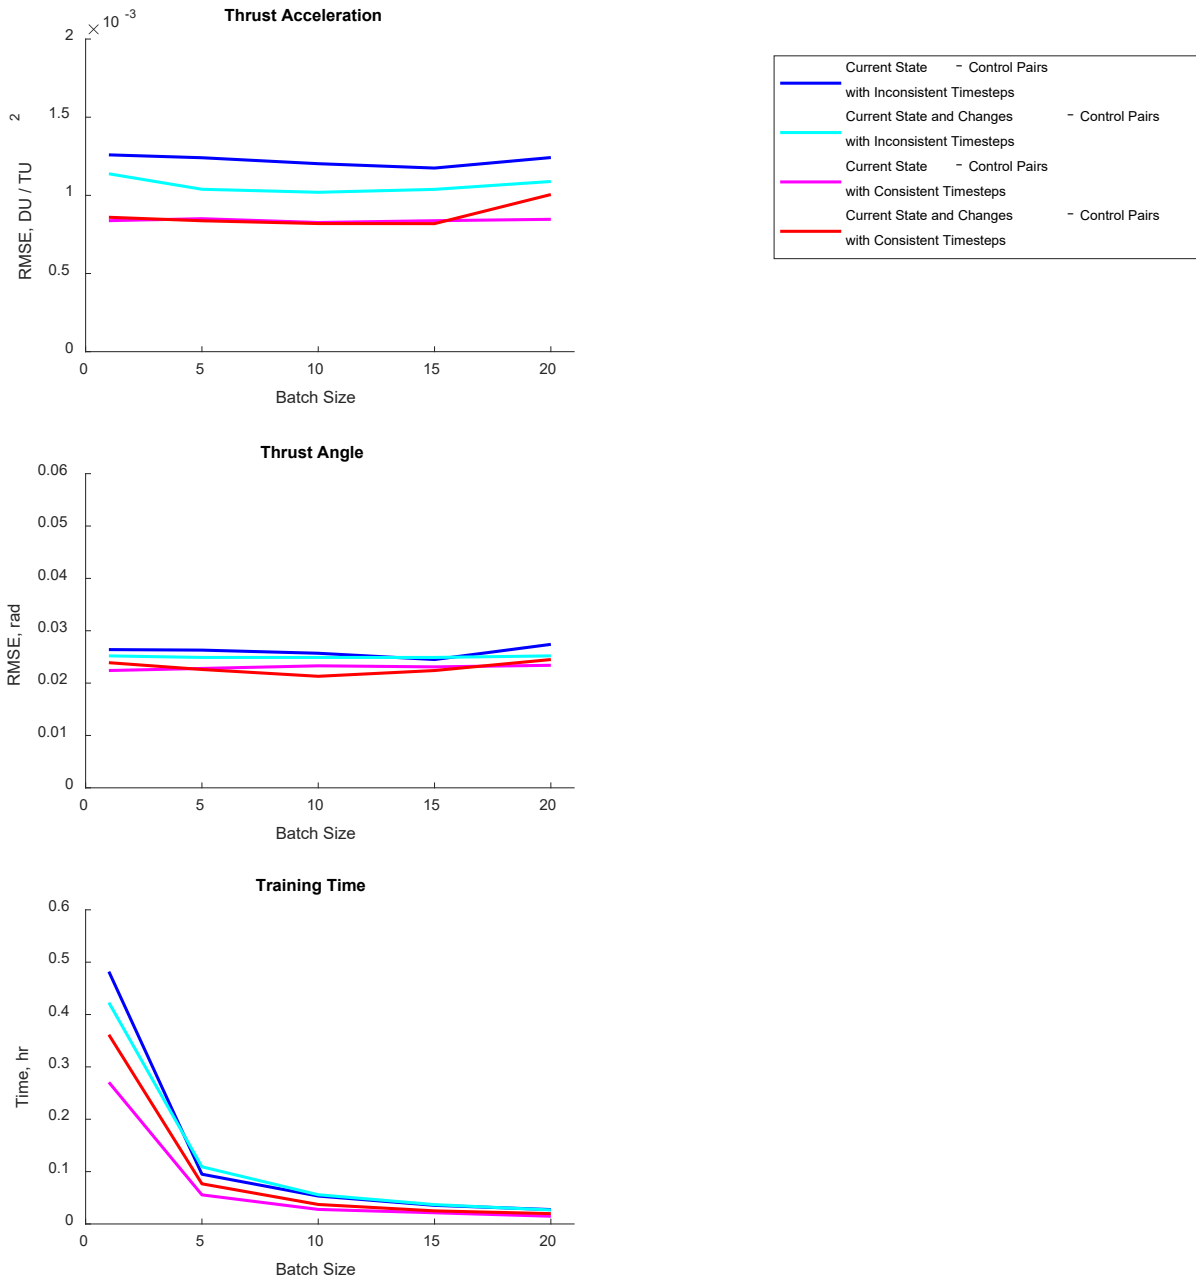 Thrust Acceleration
× 10 -3
2
1.5
1
0.5
0
RMSE, DU / TU 2
0 5 10 15 20
Batch Size
Current State - Control Pairs
with Inconsistent Timesteps
Current State and Changes - Control Pairs
with Inconsistent Timesteps
Current State - Control Pairs
with Consistent Timesteps
Current State and Changes - Control Pairs
with Consistent Timesteps
Thrust Angle
0.06
0.05
0.04
0.03
0.02
0.01
0
RMSE, rad
0 5 10 15 20
Batch Size
Training Time
0.6
0.5
0.4
0.3
0.2
0.1
0
Time, hr
0 5 10 15 20
Batch Size